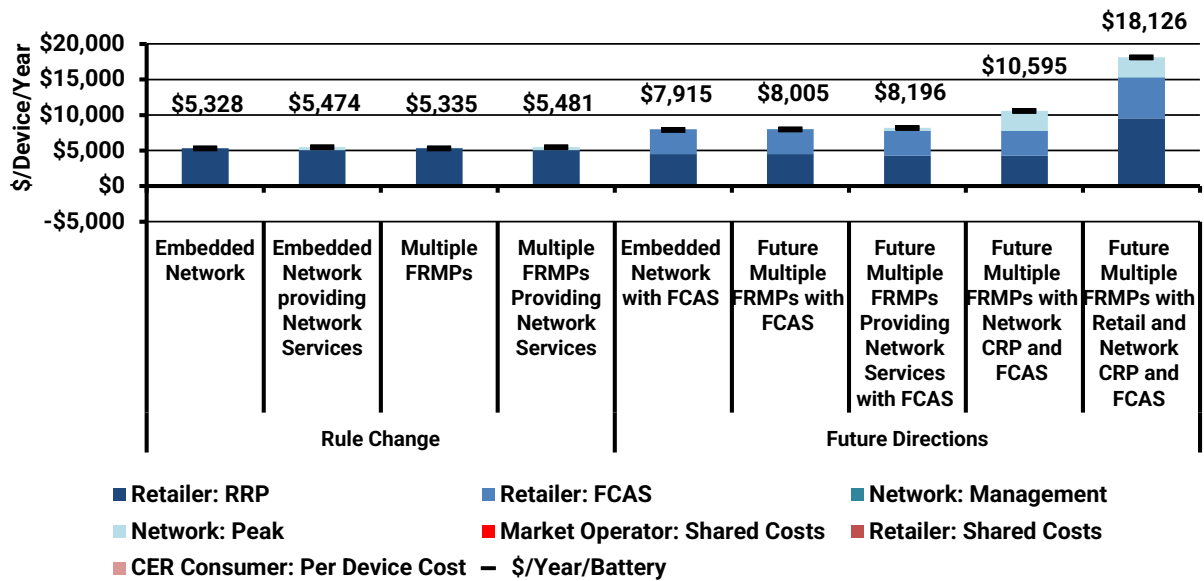 $/Device/Year
$20,000
$15,000
$10,000
$5,000
$0
-$5,000
$5,328
$5,474
$5,335
$5,481
$7,915
$8,005
$8,196
$10,595
$18,126
Embedded
Network
Embedded
Network
providing
Network
Services
Multiple
FRMPs
Multiple
FRMPs
Providing
Network
Services
Embedded
Network
with FCAS
Future
Multiple
FRMPs with
FCAS
Future
Multiple
FRMPs
Providing
Network
Services
with FCAS
Future
Multiple
FRMPs with
Network
CRP and
FCAS
Future
Multiple
FRMPs with
Retail and
Network
CRP and
FCAS
Rule Change
Future Directions
Retailer: RRP
Retailer: FCAS
Network: Management
Network: Peak
Market Operator: Shared Costs
Retailer: Shared Costs
CER Consumer: Per Device Cost
$/Year/Battery